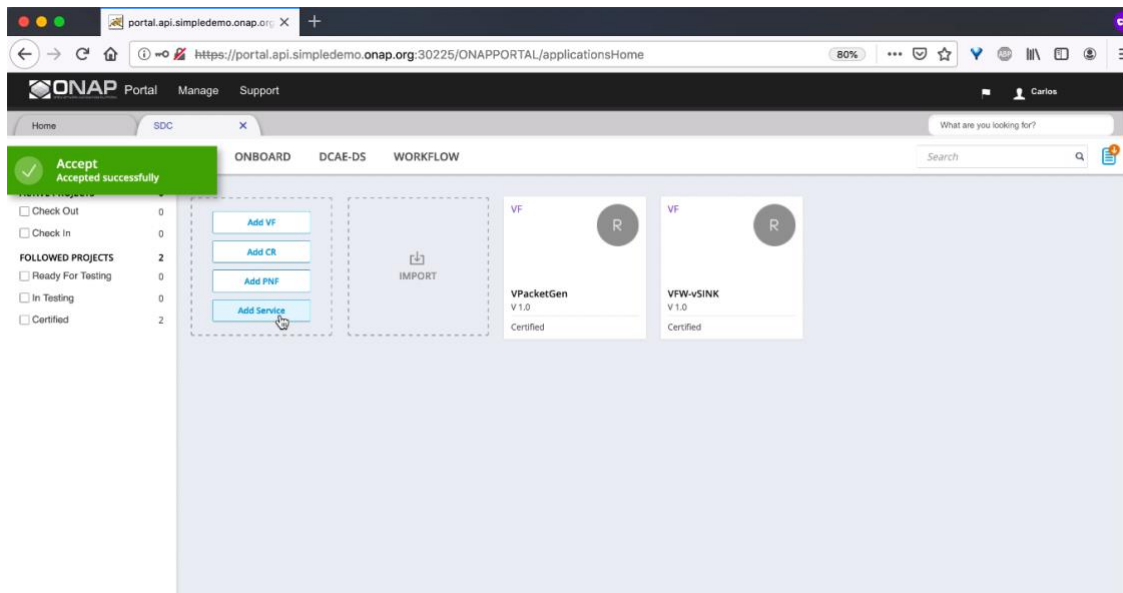 portal.api.simpledemo.onap.org
https://portal.api.simpledemo.onap.org:30225/ONAPPORTAL/applicationsHome
80%
ONAP Portal Manage Support
Carlos
Home SDC
What are you looking for?
Accept
Accepted successfully
ONBOARD DCAE-DS WORKFLOW
Search
ACTIVE PROJECTS
Check Out 0
Check In 0
FOLLOWED PROJECTS 2
Ready For Testing 0
In Testing 0
Certified 2
Add VF
Add CR
Add PNF
Add Service
IMPORT
VF
R
VPacketGen
V 1.0
Certified
VF
R
VFW-vSINK
V 1.0
Certified